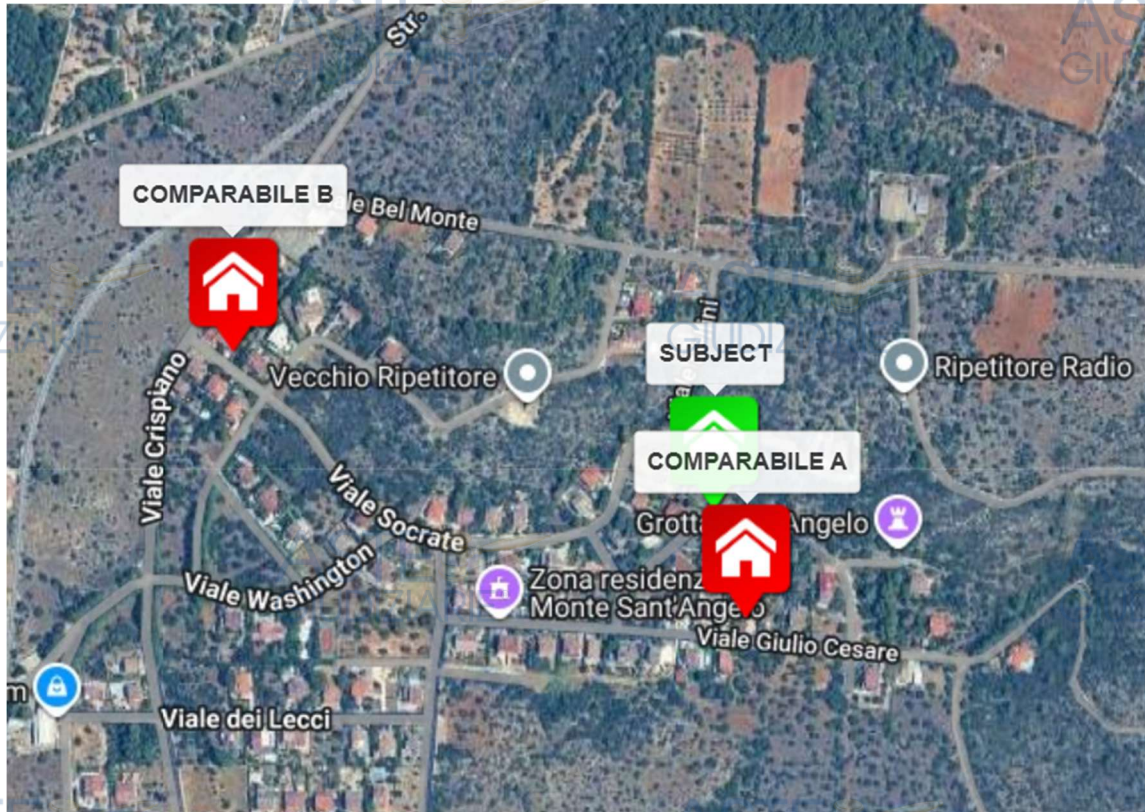 Str.
COMPARABILE B
le Bel Monte
SUBJECT
Viale Crispiano
Vecchio Ripetitore
Ripetitore Radio
COMPARABILE A
Viale Socrate
Grotta
Angelo
Viale Washington
Zona residenz
Monte Sant'Angelo
Viale Giulio Cesare
m
Viale dei Lecci